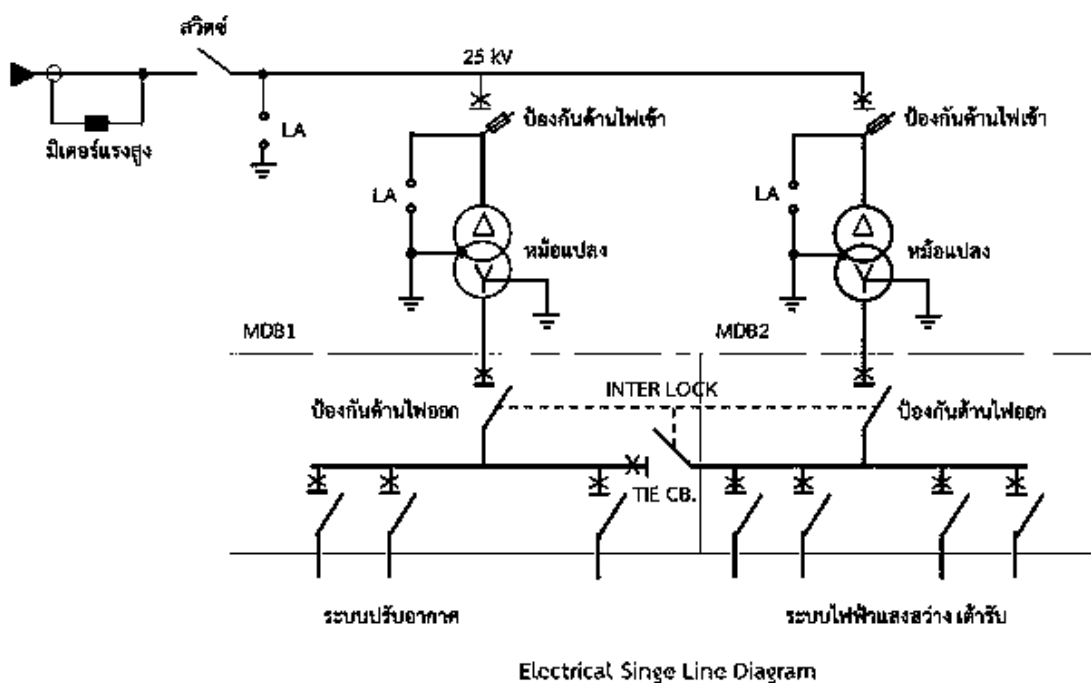 สวิตช์
25 kV
ป้องกันด้านไฟเข้า
ป้องกันด้านไฟเข้า
LA
มิเตอร์แรงสูง
LA
LA
หม้อแปลง
หม้อแปลง
MDB1
MDB2
INTER LOCK
ป้องกันด้านไฟออก
ป้องกันด้านไฟออก
TIE CB.
ระบบปรับอากาศ
ระบบไฟฟ้าแสงสว่าง เต้ารับ
Electrical Singe Line Diagram